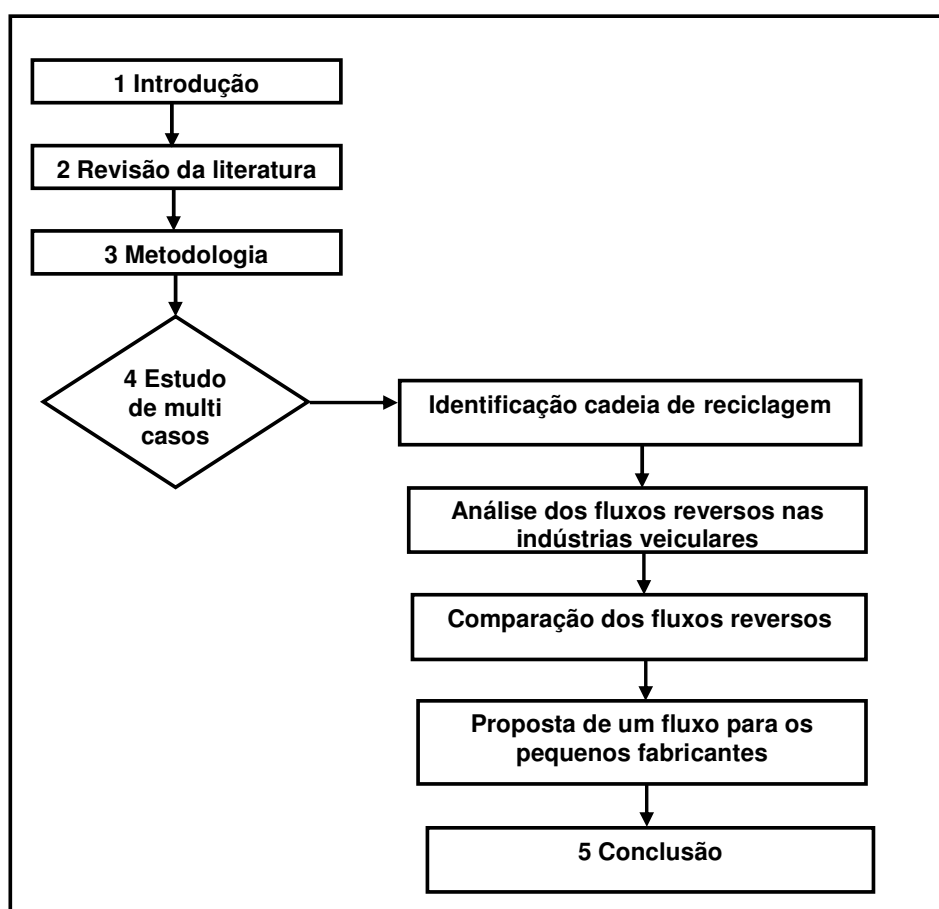 1 Introdução
2 Revisão da literatura
3 Metodologia
4 Estudo
de multi
casos
Identificação cadeia de reciclagem
Análise dos fluxos reversos nas
indústrias veiculares
Comparação dos fluxos reversos
Proposta de um fluxo para os
pequenos fabricantes
5 Conclusão